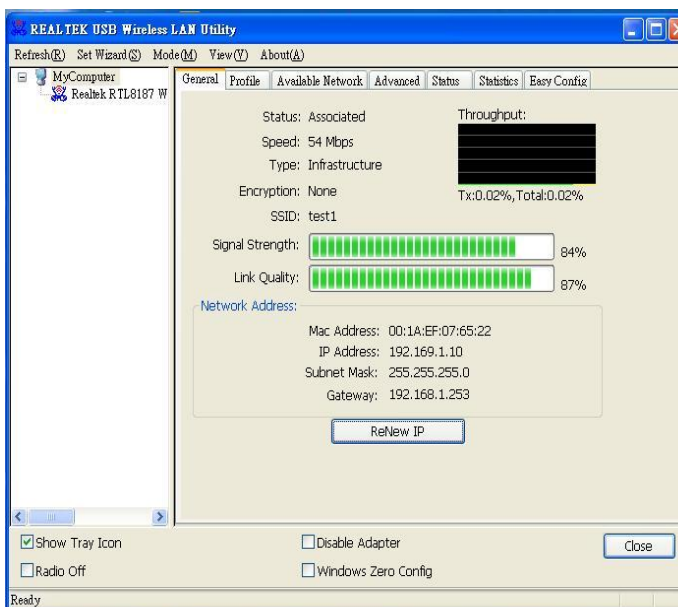 REALTEK USB Wireless LAN Utility
Refresh(R) Set Wizard(S) Mode(M) View(V) About(A)
MyComputer
Realtek RTL8187 W
General Profile Available Network Advanced Status Statistics Easy Config
Status: Associated
Speed: 54 Mbps
Type: Infrastructure
Encryption: None
SSID: test1
Throughput:
Tx:0.02%,Total:0.02%
Signal Strength: 84%
Link Quality: 87%
Network Address:
Mac Address: 00:1A:EF:07:65:22
IP Address: 192.169.1.10
Subnet Mask: 255.255.255.0
Gateway: 192.168.1.253
ReNew IP
Show Tray Icon
Radio Off
Disable Adapter
Windows Zero Config
Close
Ready